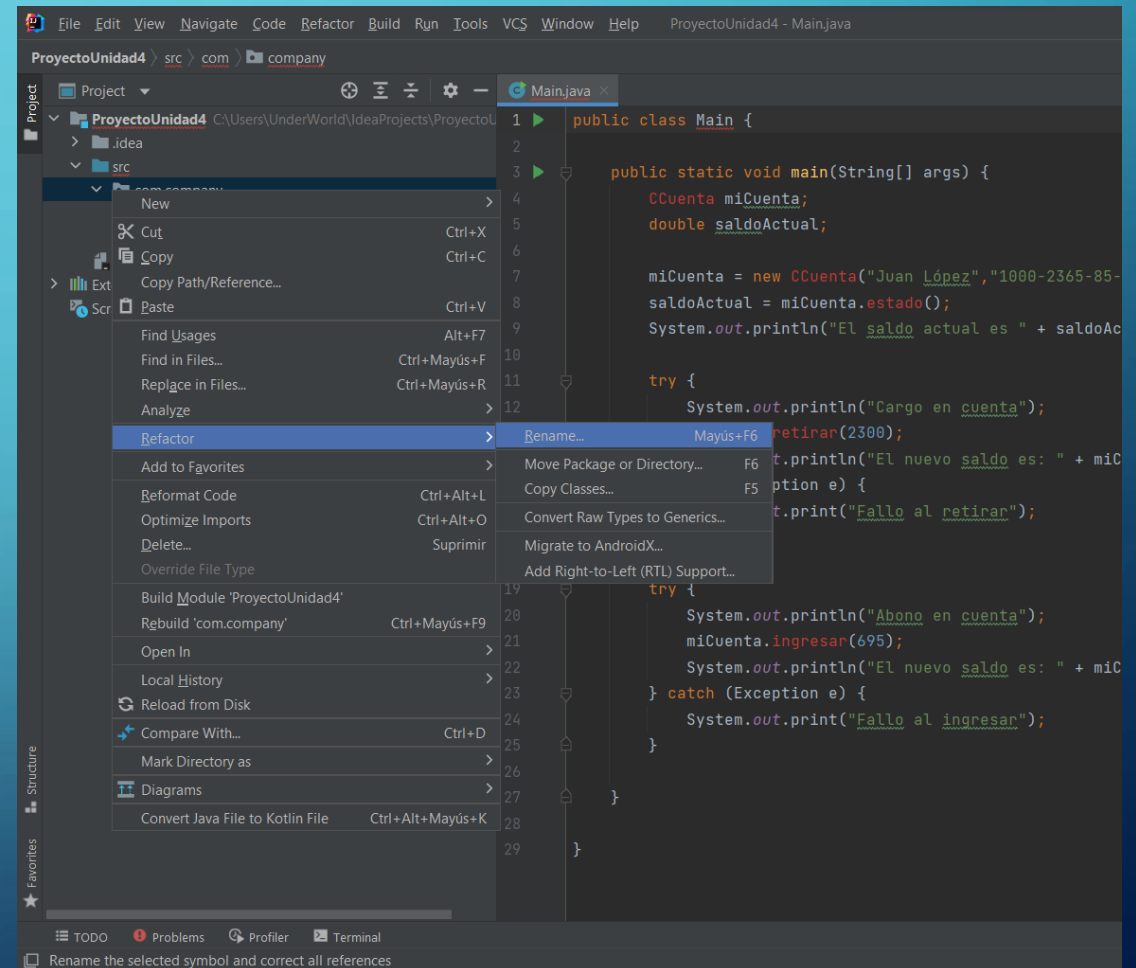 File Edit View Navigate Code Refactor Build Run Tools VCS Window Help ProyectoUnidad4 - Main.java
ProyectoUnidad4 src com company
Project
Project
Main.java
ProyectoUnidad4 C:\Users\UnderWorld\IdeaProjects\ProyectoU
.idea
src
com.company
Ext
Scr
New
Cut Ctrl+X
Copy Ctrl+C
Copy Path/Reference...
Paste Ctrl+V
Find Usages Alt+F7
Find in Files... Ctrl+Mayús+F
Replace in Files... Ctrl+Mayús+R
Analyze
Refactor
Add to Favorites
Reformat Code Ctrl+Alt+L
Optimize Imports Ctrl+Alt+O
Delete... Suprimir
Override File Type
Build Module 'ProyectoUnidad4'
Rebuild 'com.company' Ctrl+Mayús+F9
Open In
Local History
Reload from Disk
Compare With... Ctrl+D
Mark Directory as
Diagrams
Convert Java File to Kotlin File Ctrl+Alt+Mayús+K
Rename... Mayús+F6
Move Package or Directory... F6
Copy Classes... F5
Convert Raw Types to Generics...
Migrate to AndroidX...
Add Right-to-Left (RTL) Support...
1 public class Main {
2
3 public static void main(String[] args) {
4 CCuenta miCuenta;
5 double saldoActual;
6
7 miCuenta = new CCuenta("Juan López","1000-2365-85-
8 saldoActual = miCuenta.estado();
9 System.out.println("El saldo actual es " + saldoAc
10
11 try {
12 System.out.println("Cargo en cuenta");
retirar(2300);
t.println("El nuevo saldo es: " + miC
ption e) {
t.print("Fallo al retirar");
19 try {
20 System.out.println("Abono en cuenta");
21 miCuenta.ingresar(695);
22 System.out.println("El nuevo saldo es: " + miC
23 } catch (Exception e) {
24 System.out.print("Fallo al ingresar");
25 }
26
27 }
28
29 }
Structure
Favorites
TODO Problems Profiler Terminal
Rename the selected symbol and correct all references